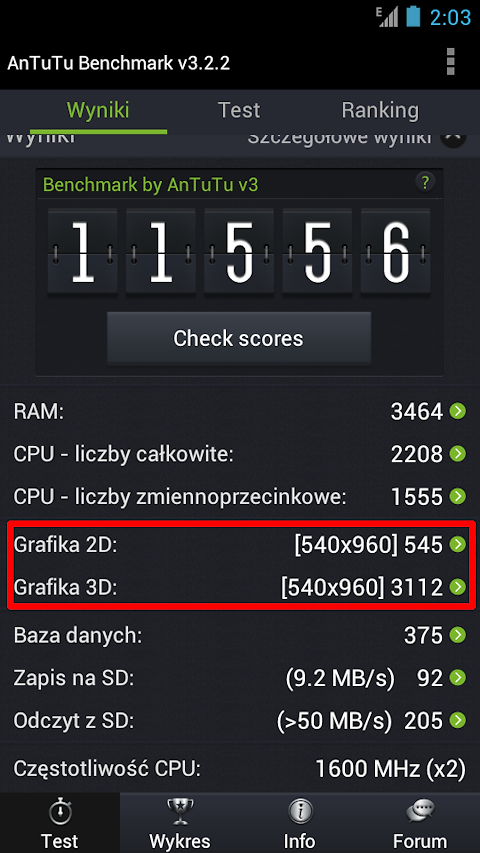 E 2:03
AnTuTu Benchmark v3.2.2
Wyniki Test Ranking
Wyniki Szczegółowe wyniki
Benchmark by AnTuTu v3 ?
1 1 5 5 6
Check scores
RAM: 3464
CPU - liczby całkowite: 2208
CPU - liczby zmiennoprzecinkowe: 1555
Grafika 2D: [540x960] 545
Grafika 3D: [540x960] 3112
Baza danych: 375
Zapis na SD: (9.2 MB/s) 92
Odczyt z SD: (>50 MB/s) 205
Częstotliwość CPU: 1600 MHz (x2)
Test Wykres Info Forum